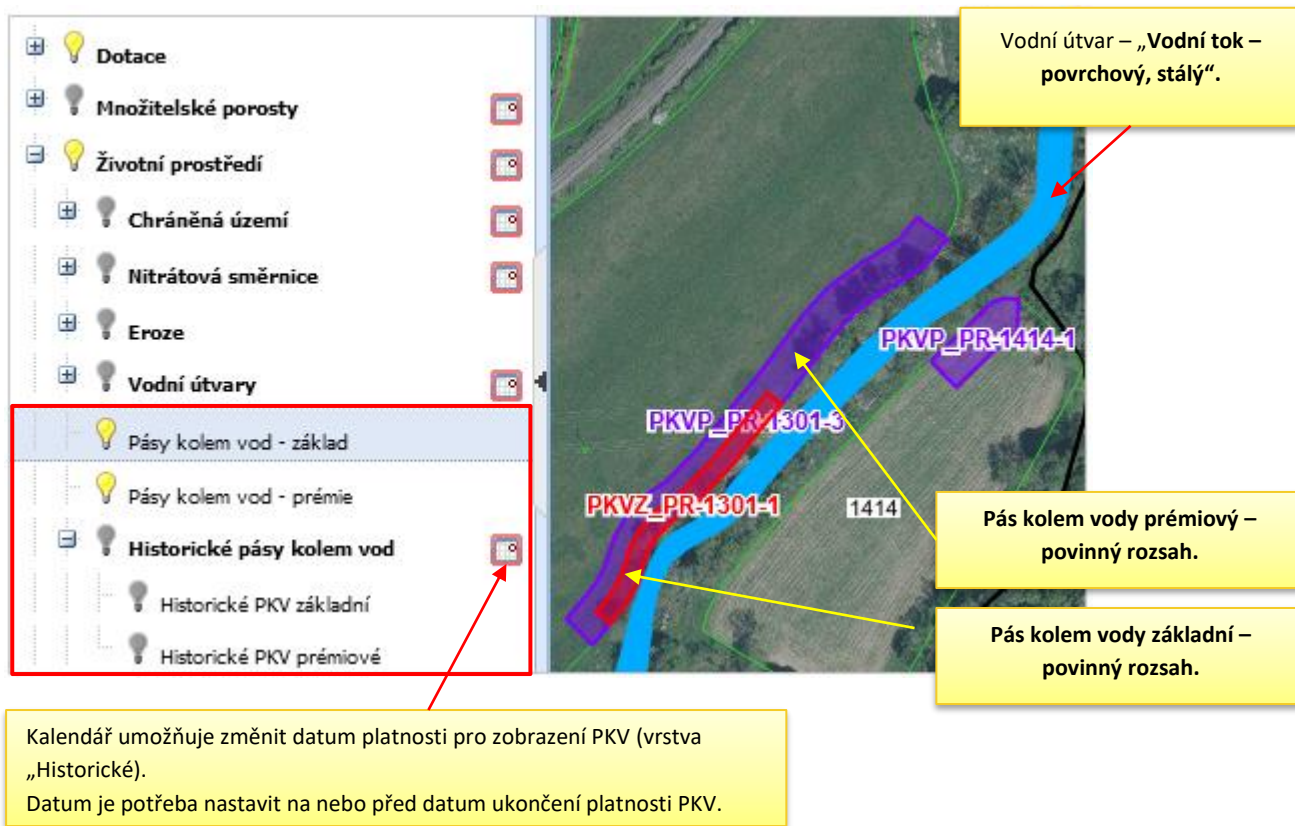 Dotace
Množitelské porosty
Životní prostředí
Chráněná území
Nitrátová směrnice
Eroze
Vodní útvary
Pásy kolem vod - základ
Pásy kolem vod - prémie
Historické pásy kolem vod
Historické PKV základní
Historické PKV prémiové
Vodní útvar – „Vodní tok –
povrchový, stálý“.
PKVP_PR-1414-1
PKVP_PR-1301-3
PKVZ_PR-1301-1
1414
Pás kolem vody prémiový –
povinný rozsah.
Pás kolem vody základní –
povinný rozsah.
Kalendář umožňuje změnit datum platnosti pro zobrazení PKV (vrstva
„Historické).
Datum je potřeba nastavit na nebo před datum ukončení platnosti PKV.